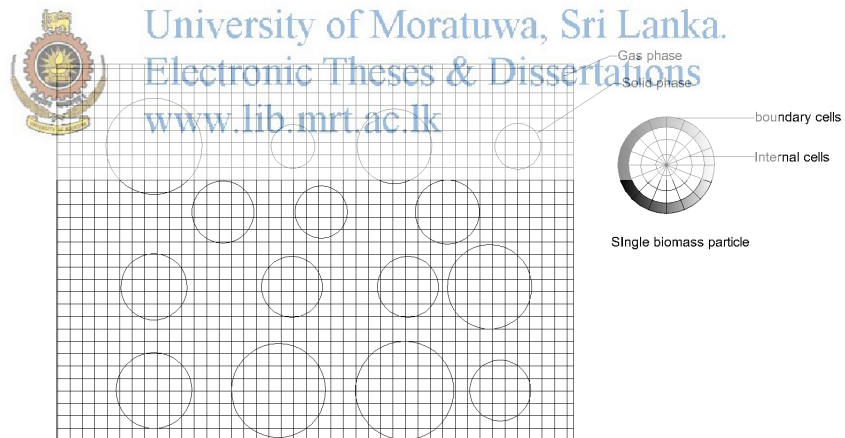 University of Moratuwa, Sri Lanka.
Electronic Theses & Dissertations
www.lib.mrt.ac.lk
Gas phase
Solid phase
boundary cells
Internal cells
SIngle biomass particle